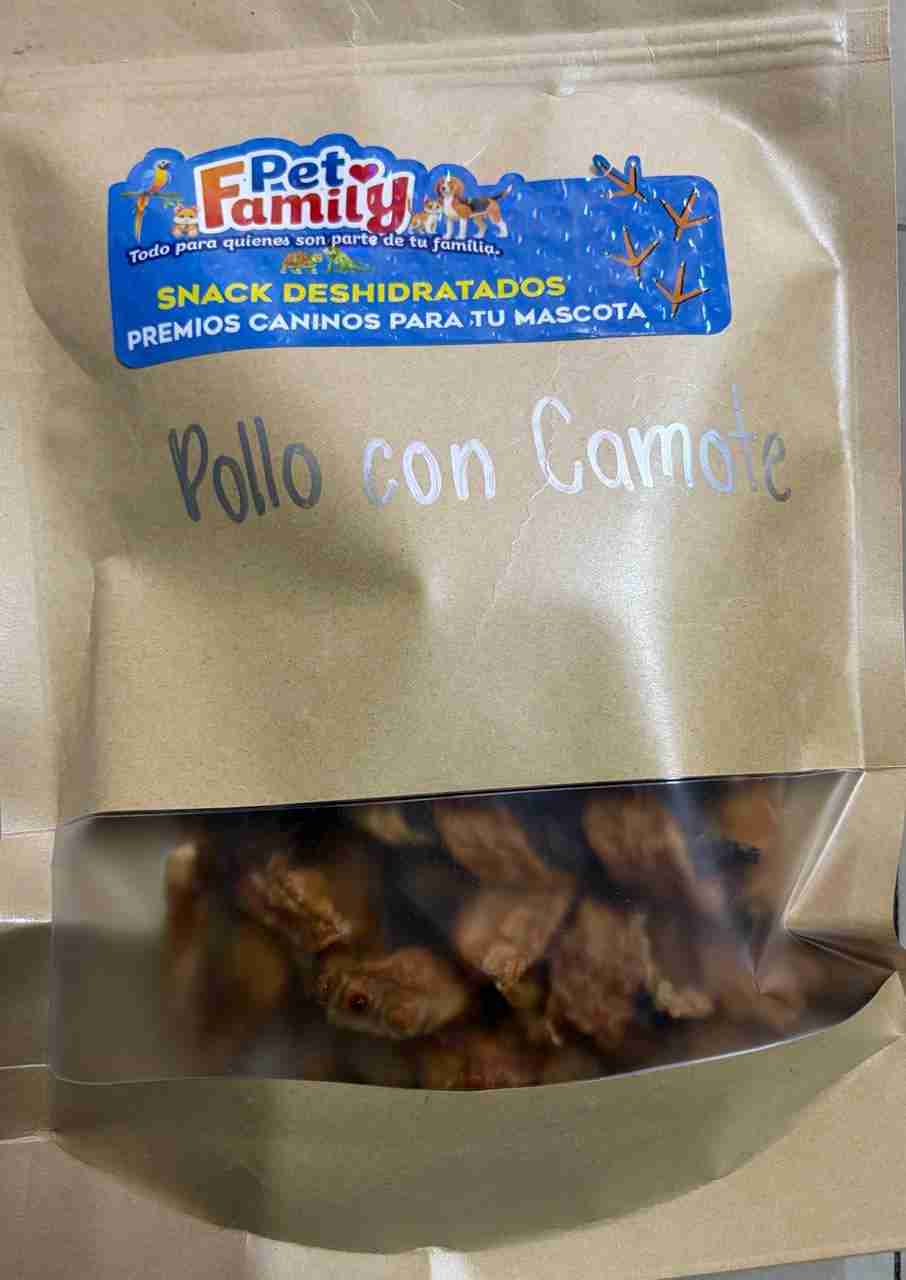 Pet
Family
Todo para quienes son parte de tu familia.
SNACK DESHIDRATADOS
PREMIOS CANINOS PARA TU MASCOTA
Pollo con Camote